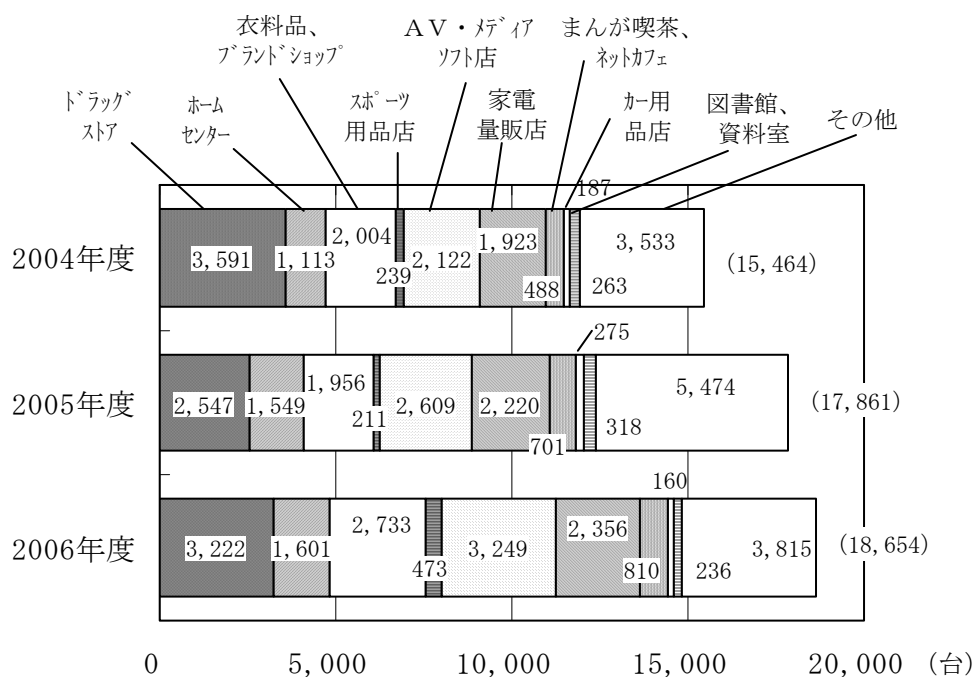 衣料品、
ブランドショップ
ＡＶ・メディア
ソフト店
まんが喫茶、
ネットカフェ
ドラッグ
ストア
ホーム
センター
スポーツ
用品店
家電
量販店
カー用
品店
図書館、
資料室
その他
187
2004年度
3,591
1,113
2,004
239
2,122
1,923
488
263
3,533
(15,464)
275
2005年度
2,547
1,549
1,956
211
2,609
2,220
701
318
5,474
(17,861)
160
2006年度
3,222
1,601
2,733
473
3,249
2,356
810
236
3,815
(18,654)
0 5,000 10,000 15,000 20,000 (台)